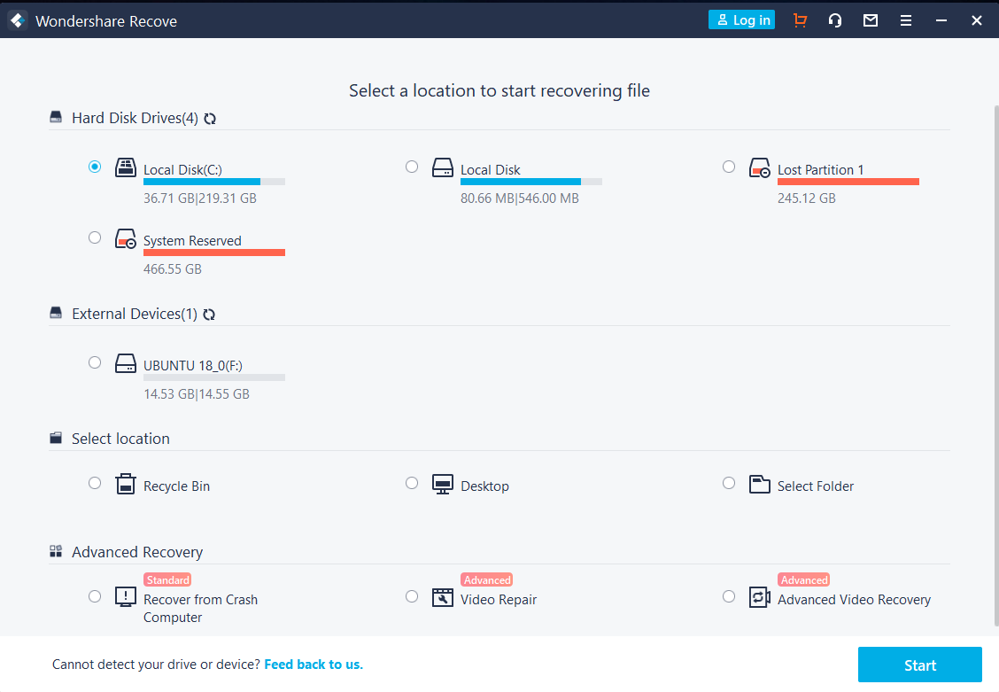 Wondershare Recove
Log in
Select a location to start recovering file
Hard Disk Drives(4)
Local Disk(C:)
36.71 GB|219.31 GB
Local Disk
80.66 MB|546.00 MB
Lost Partition 1
245.12 GB
System Reserved
466.55 GB
External Devices(1)
UBUNTU 18_0(F:)
14.53 GB|14.55 GB
Select location
Recycle Bin
Desktop
Select Folder
Advanced Recovery
Standard
Recover from Crash
Computer
Advanced
Video Repair
Advanced
Advanced Video Recovery
Cannot detect your drive or device? Feed back to us.
Start